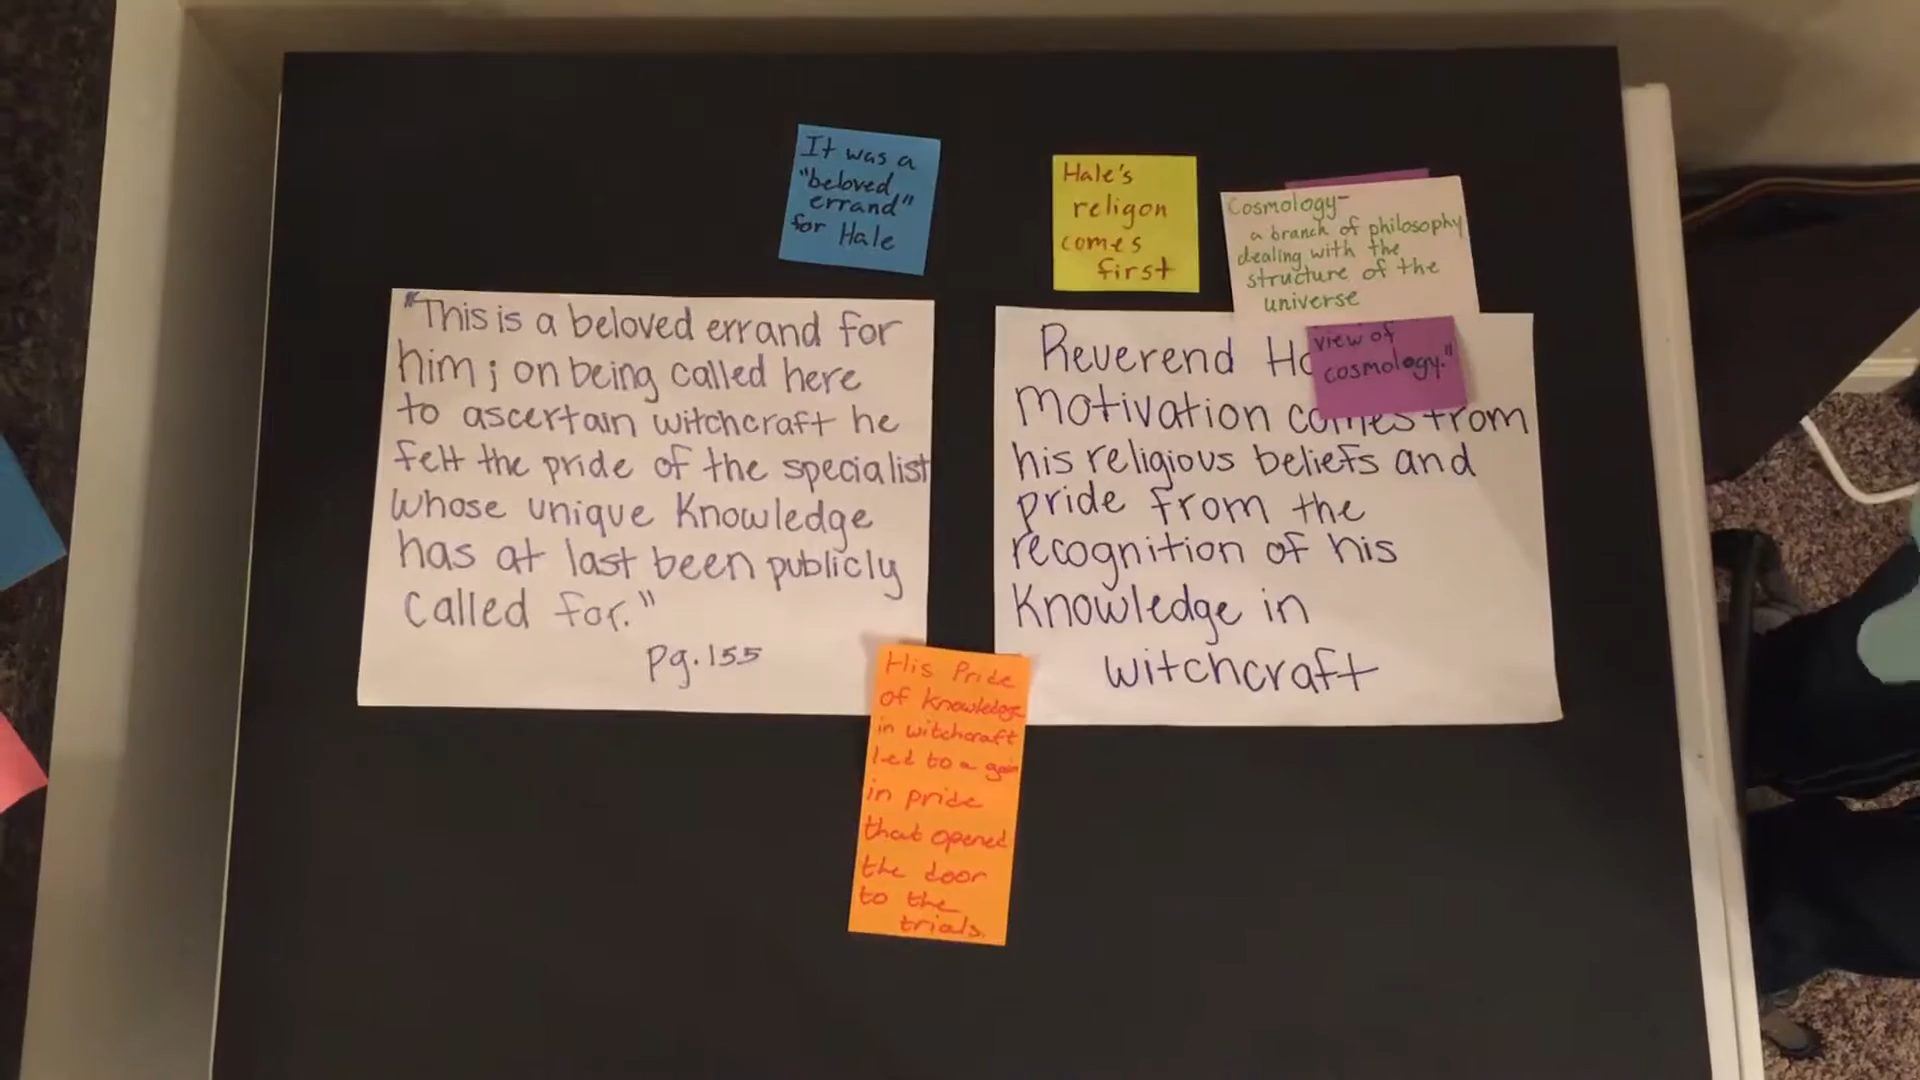 It was a
"beloved
errand"
for Hale
Hale's
religon
comes
first
Cosmology-
a branch of philosophy
dealing with the
structure of the
universe
"This is a beloved errand for
him; on being called here
to ascertain witchcraft he
felt the pride of the specialist
whose unique Knowledge
has at last been publicly
called for."
pg.155
view of
cosmology."
Reverend
motivation comes from
his religious beliefs and
pride from the
recognition of his
Knowledge in
witchcraft
His Pride
of knowledge
in witchcraft
led to a gain
in pride
that opened
the door
to the
trials.